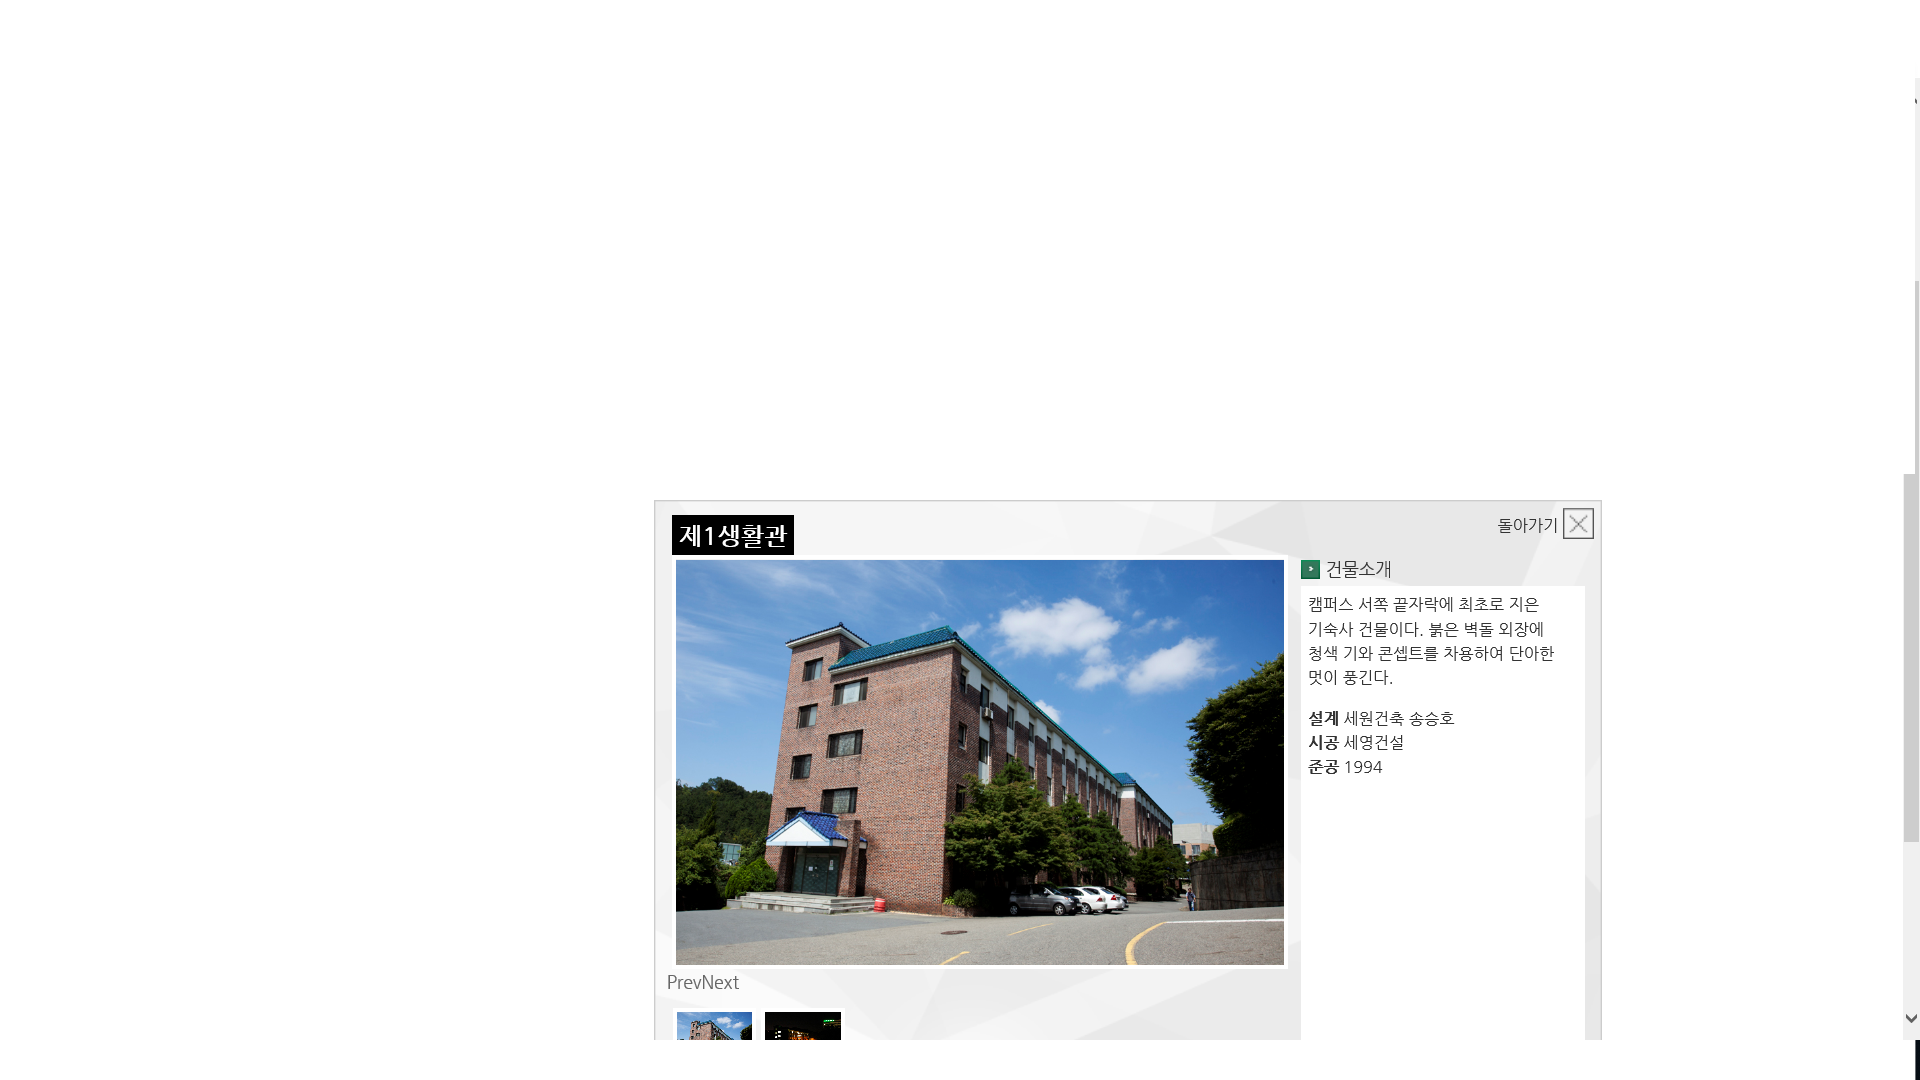 제1생활관
돌아가기
건물소개
캠퍼스 서쪽 끝자락에 최초로 지은
기숙사 건물이다. 붉은 벽돌 외장에
청색 기와 콘셉트를 차용하여 단아한
멋이 풍긴다.
설계 세원건축 송승호
시공 세영건설
준공 1994
PrevNext